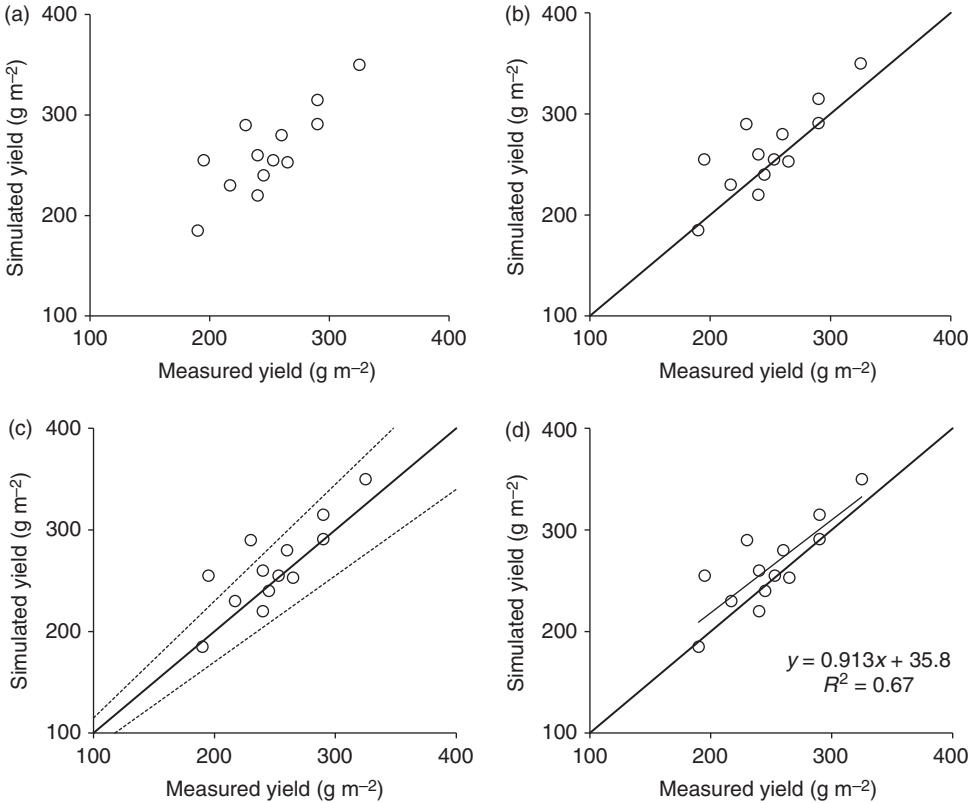 (a)
400
300
200
100
Simulated yield (g m⁻²)
100
200
300
400
Measured yield (g m⁻²)
(b)
400
300
200
100
Simulated yield (g m⁻²)
100
200
300
400
Measured yield (g m⁻²)
(c)
400
300
200
100
Simulated yield (g m⁻²)
100
200
300
400
Measured yield (g m⁻²)
(d)
400
300
200
100
Simulated yield (g m⁻²)
y = 0.913x + 35.8
R² = 0.67
100
200
300
400
Measured yield (g m⁻²)